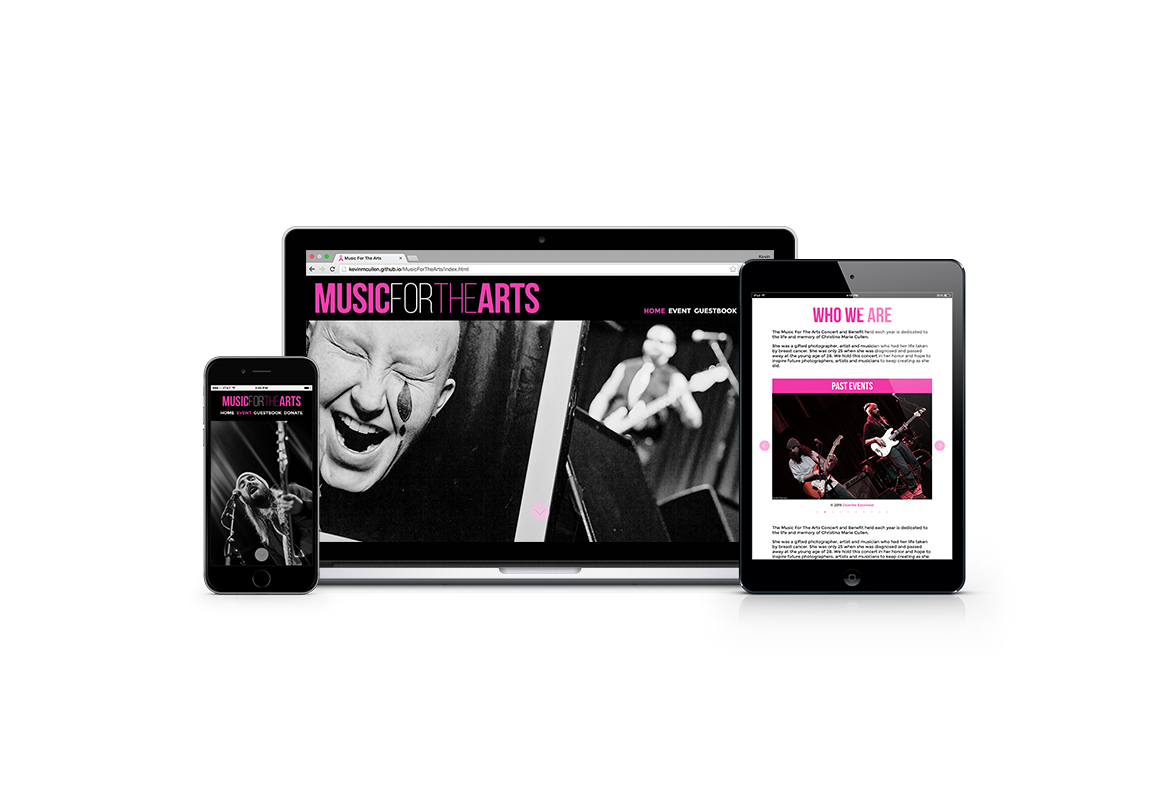 Music For The Arts
Kevin
kevinmcullen.github.io/MusicForTheArts/index.html
MUSICFORTHEARTS
HOME EVENT GUESTBOOK
MUSICFORTHEARTS
HOME EVENT GUESTBOOK DONATE
iPad
WHO WE ARE
The Music For The Arts Concert and Benefit held each year is dedicated to
the life and memory of Christina Marie Cullen.
She was a gifted photographer, artist and musician who had her life taken
by breast cancer. She was only 25 when she was diagnosed and passed
away at the young age of 28. We hold this concert in her honor and hope to
inspire future photographers, artists and musicians to keep creating as she
did.
PAST EVENTS
The Music For The Arts Concert and Benefit held each year is dedicated to
the life and memory of Christina Marie Cullen.
She was a gifted photographer, artist and musician who had her life taken
by breast cancer. She was only 25 when she was diagnosed and passed
away at the young age of 28. We hold this concert in her honor and hope to
inspire future photographers, artists and musicians to keep creating as she